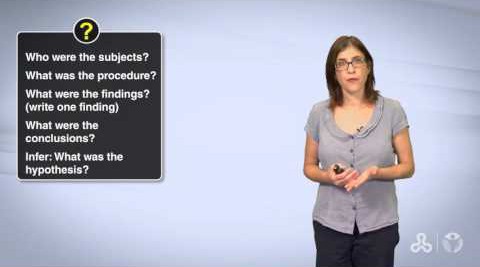 ?
Who were the subjects?
What was the procedure?
What were the findings?
(write one finding)
What were the
conclusions?
Infer: What was the
hypothesis?